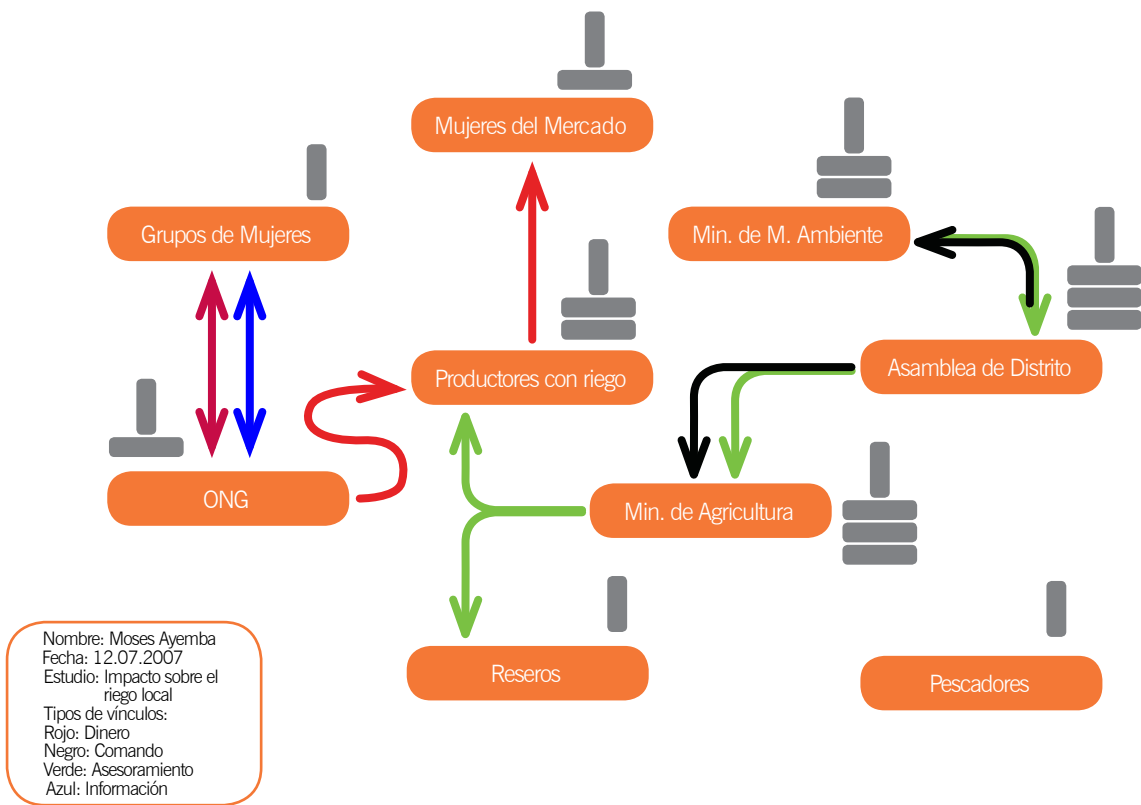 Mujeres del Mercado
Grupos de Mujeres
Min. de M. Ambiente
Productores con riego
Asamblea de Distrito
ONG
Min. de Agricultura
Reseros
Pescadores
Nombre: Moses Ayemba
Fecha: 12.07.2007
Estudio: Impacto sobre el
riego local
Tipos de vínculos:
Rojo: Dinero
Negro: Comando
Verde: Asesoramiento
Azul: Información